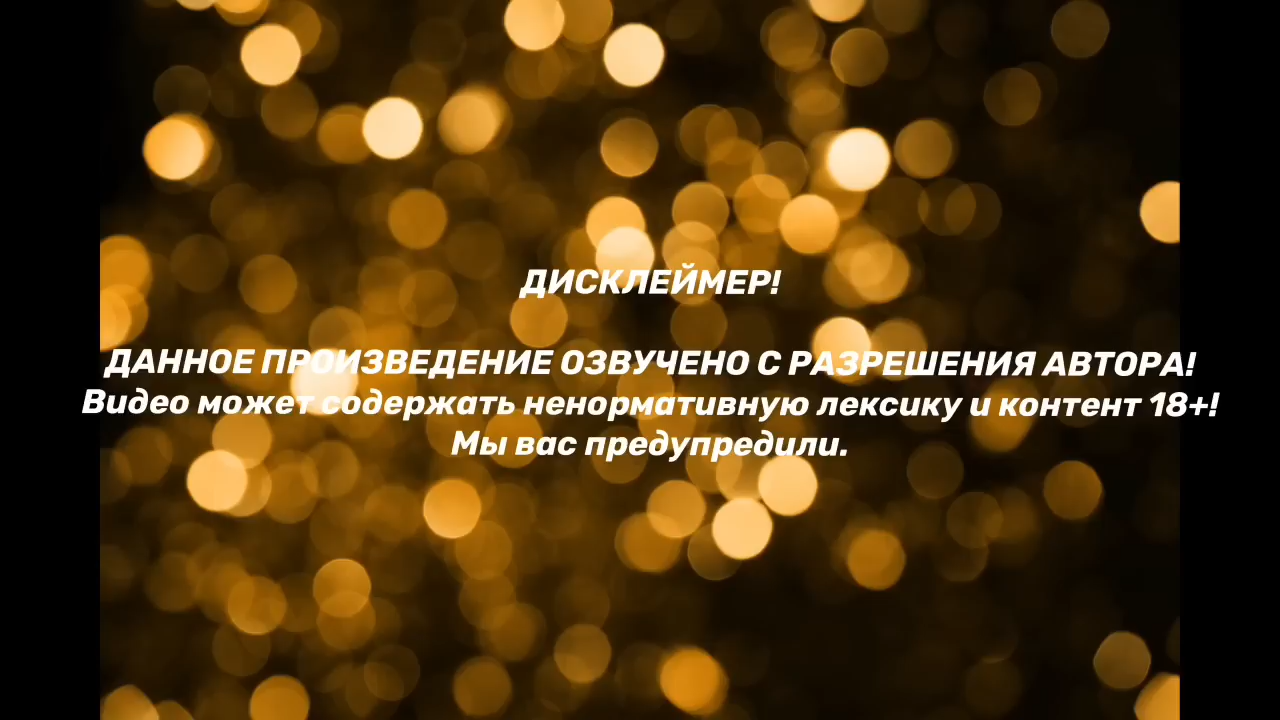 ДИСКЛЕЙМЕР!
ДАННОЕ ПРОИЗВЕДЕНИЕ ОЗВУЧЕНО С РАЗРЕШЕНИЯ АВТОРА!
Видео может содержать ненормативную лексику и контент 18+!
Мы вас предупредили.